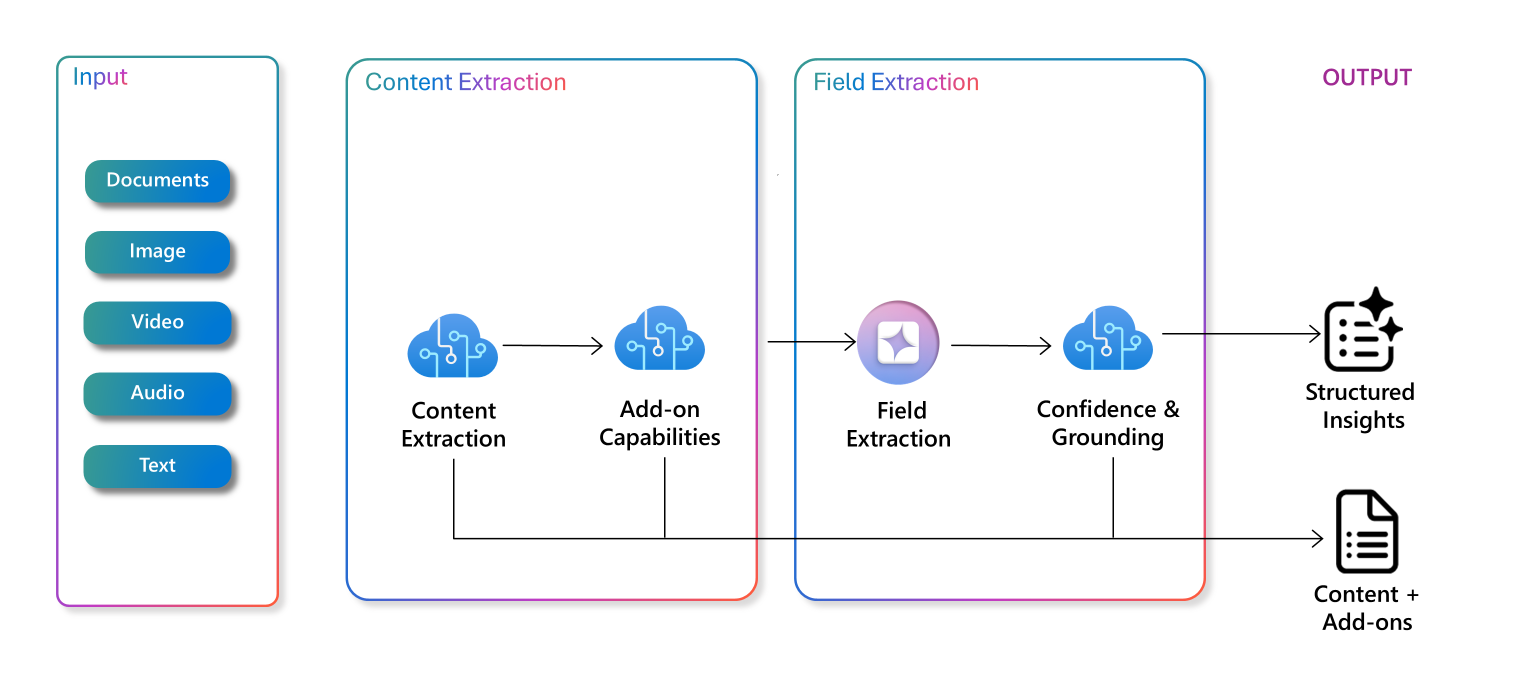 Input
Documents
Image
Video
Audio
Text
Content Extraction
Content
Extraction
Add-on
Capabilities
Field Extraction
Field
Extraction
Confidence &
Grounding
OUTPUT
Structured
Insights
Content +
Add-ons